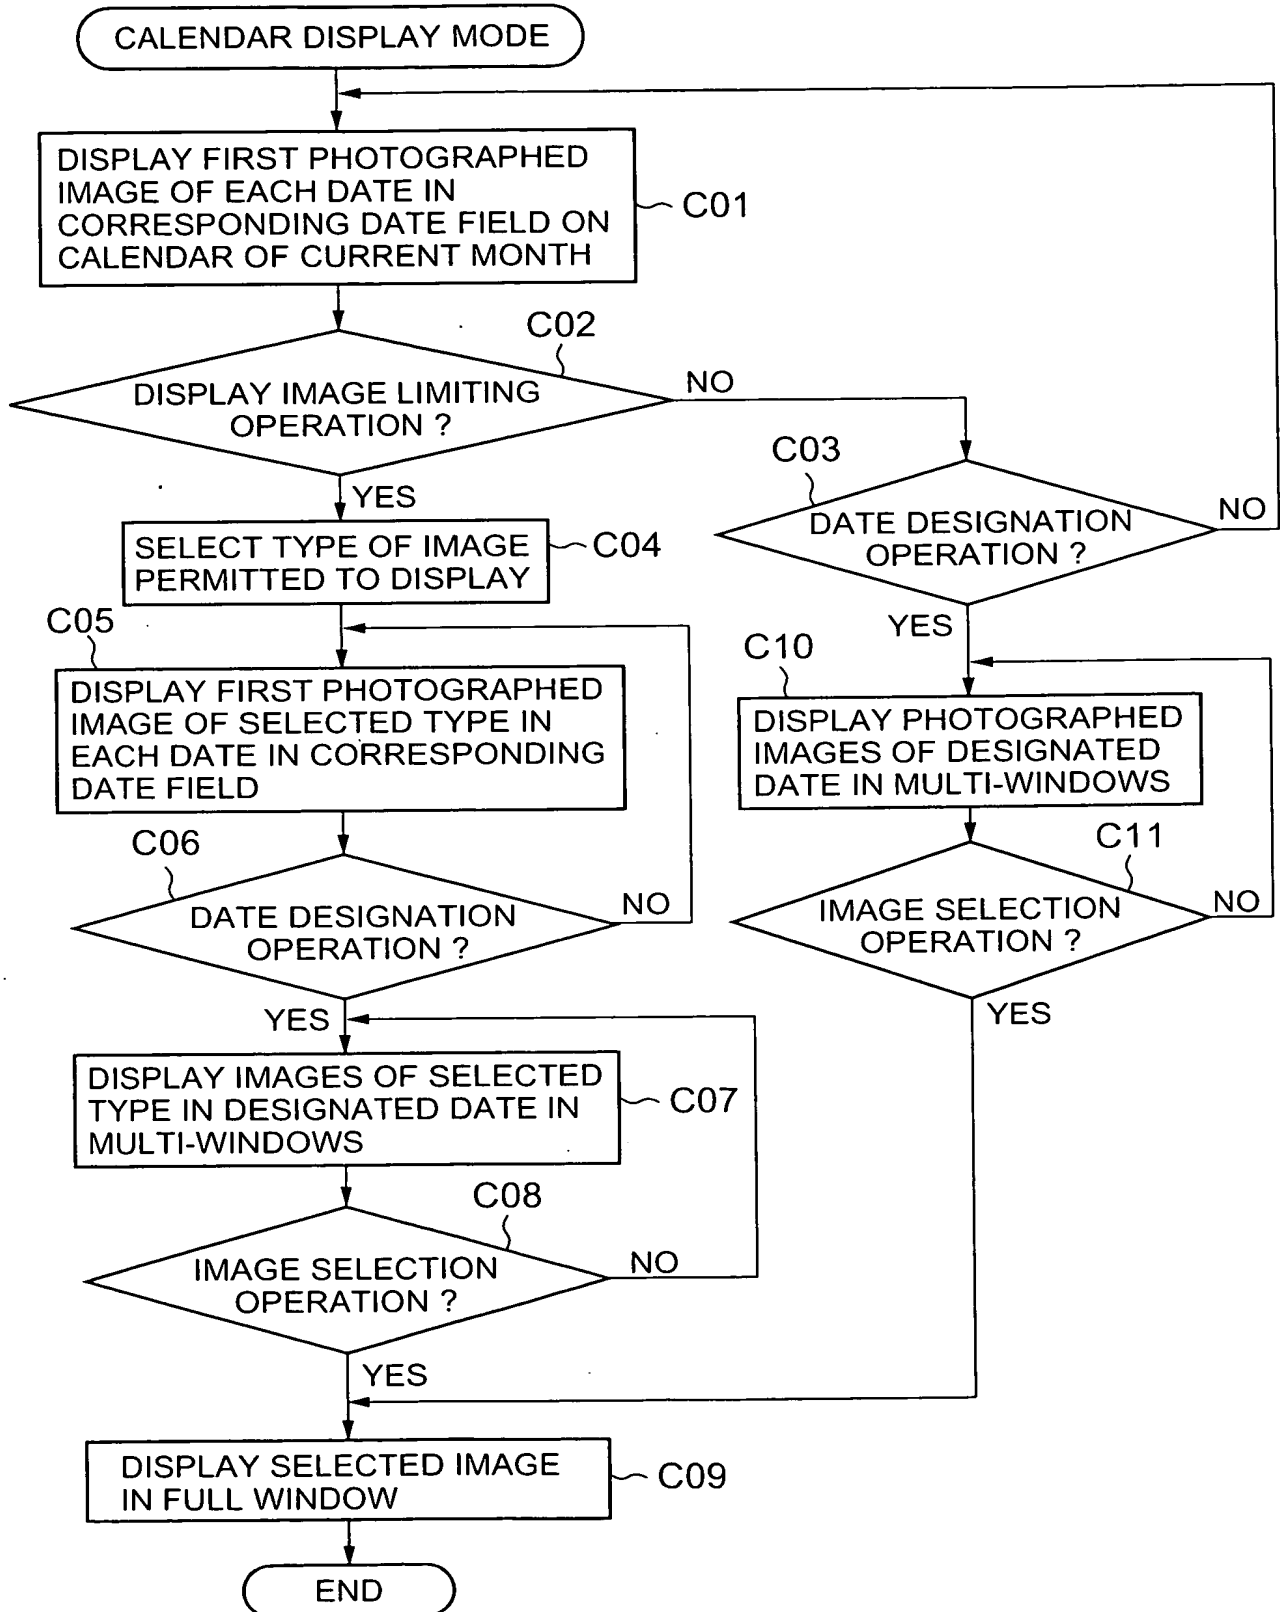 CALENDAR DISPLAY MODE
DISPLAY FIRST PHOTOGRAPHED
IMAGE OF EACH DATE IN
CORRESPONDING DATE FIELD ON
CALENDAR OF CURRENT MONTH
C01
C02
DISPLAY IMAGE LIMITING
OPERATION ?
NO
YES
C03
DATE DESIGNATION
OPERATION ?
NO
YES
SELECT TYPE OF IMAGE
PERMITTED TO DISPLAY
C04
C05
DISPLAY FIRST PHOTOGRAPHED
IMAGE OF SELECTED TYPE IN
EACH DATE IN CORRESPONDING
DATE FIELD
C10
DISPLAY PHOTOGRAPHED
IMAGES OF DESIGNATED
DATE IN MULTI-WINDOWS
C06
DATE DESIGNATION
OPERATION ?
NO
YES
C11
IMAGE SELECTION
OPERATION ?
NO
YES
DISPLAY IMAGES OF SELECTED
TYPE IN DESIGNATED DATE IN
MULTI-WINDOWS
C07
C08
IMAGE SELECTION
OPERATION ?
NO
YES
DISPLAY SELECTED IMAGE
IN FULL WINDOW
C09
END